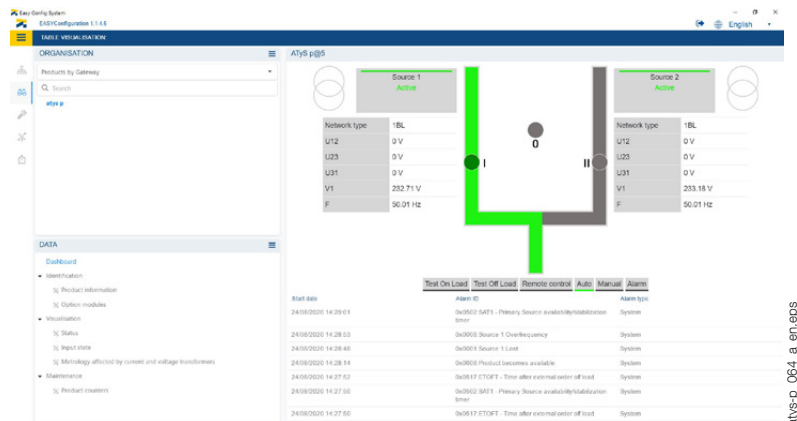 Easy Config System
EASYConfiguration 1.1.4.6
English
TABLE VISUALISATION
ORGANISATION
Products by Gateway
Search
atys p
DATA
Dashboard
Identification
Product information
Option modules
Visualisation
Status
Input state
Metrology affected by current and voltage transformers
Maintenance
Product counters
ATyS p@5
Source 1
Active
Network type 1BL
U12 0 V
U23 0 V
U31 0 V
V1 232.71 V
F 50.01 Hz
0
I
II
Source 2
Active
Network type 1BL
U12 0 V
U23 0 V
U31 0 V
V1 233.18 V
F 50.01 Hz
Test On Load Test Off Load Remote control Auto Manual Alarm
Start date Alarm ID Alarm type
24/08/2020 14:29:01 0x0502 SAT1 - Primary Source availability/stabilization timer System
24/08/2020 14:28:53 Source 1 Overfrequency System
24/08/2020 14:28:46 Source 1 Lost System
24/08/2020 14:28:14 Product becomes available System
24/08/2020 14:27:52 0x0517 ETOFT - Time after external order off load System
24/08/2020 14:27:50 0x0502 SAT1 - Primary Source availability/stabilization timer System
24/08/2020 14:27:50 0x0517 ETOFT - Time after external order off load System
atys-p_064_a_en.eps